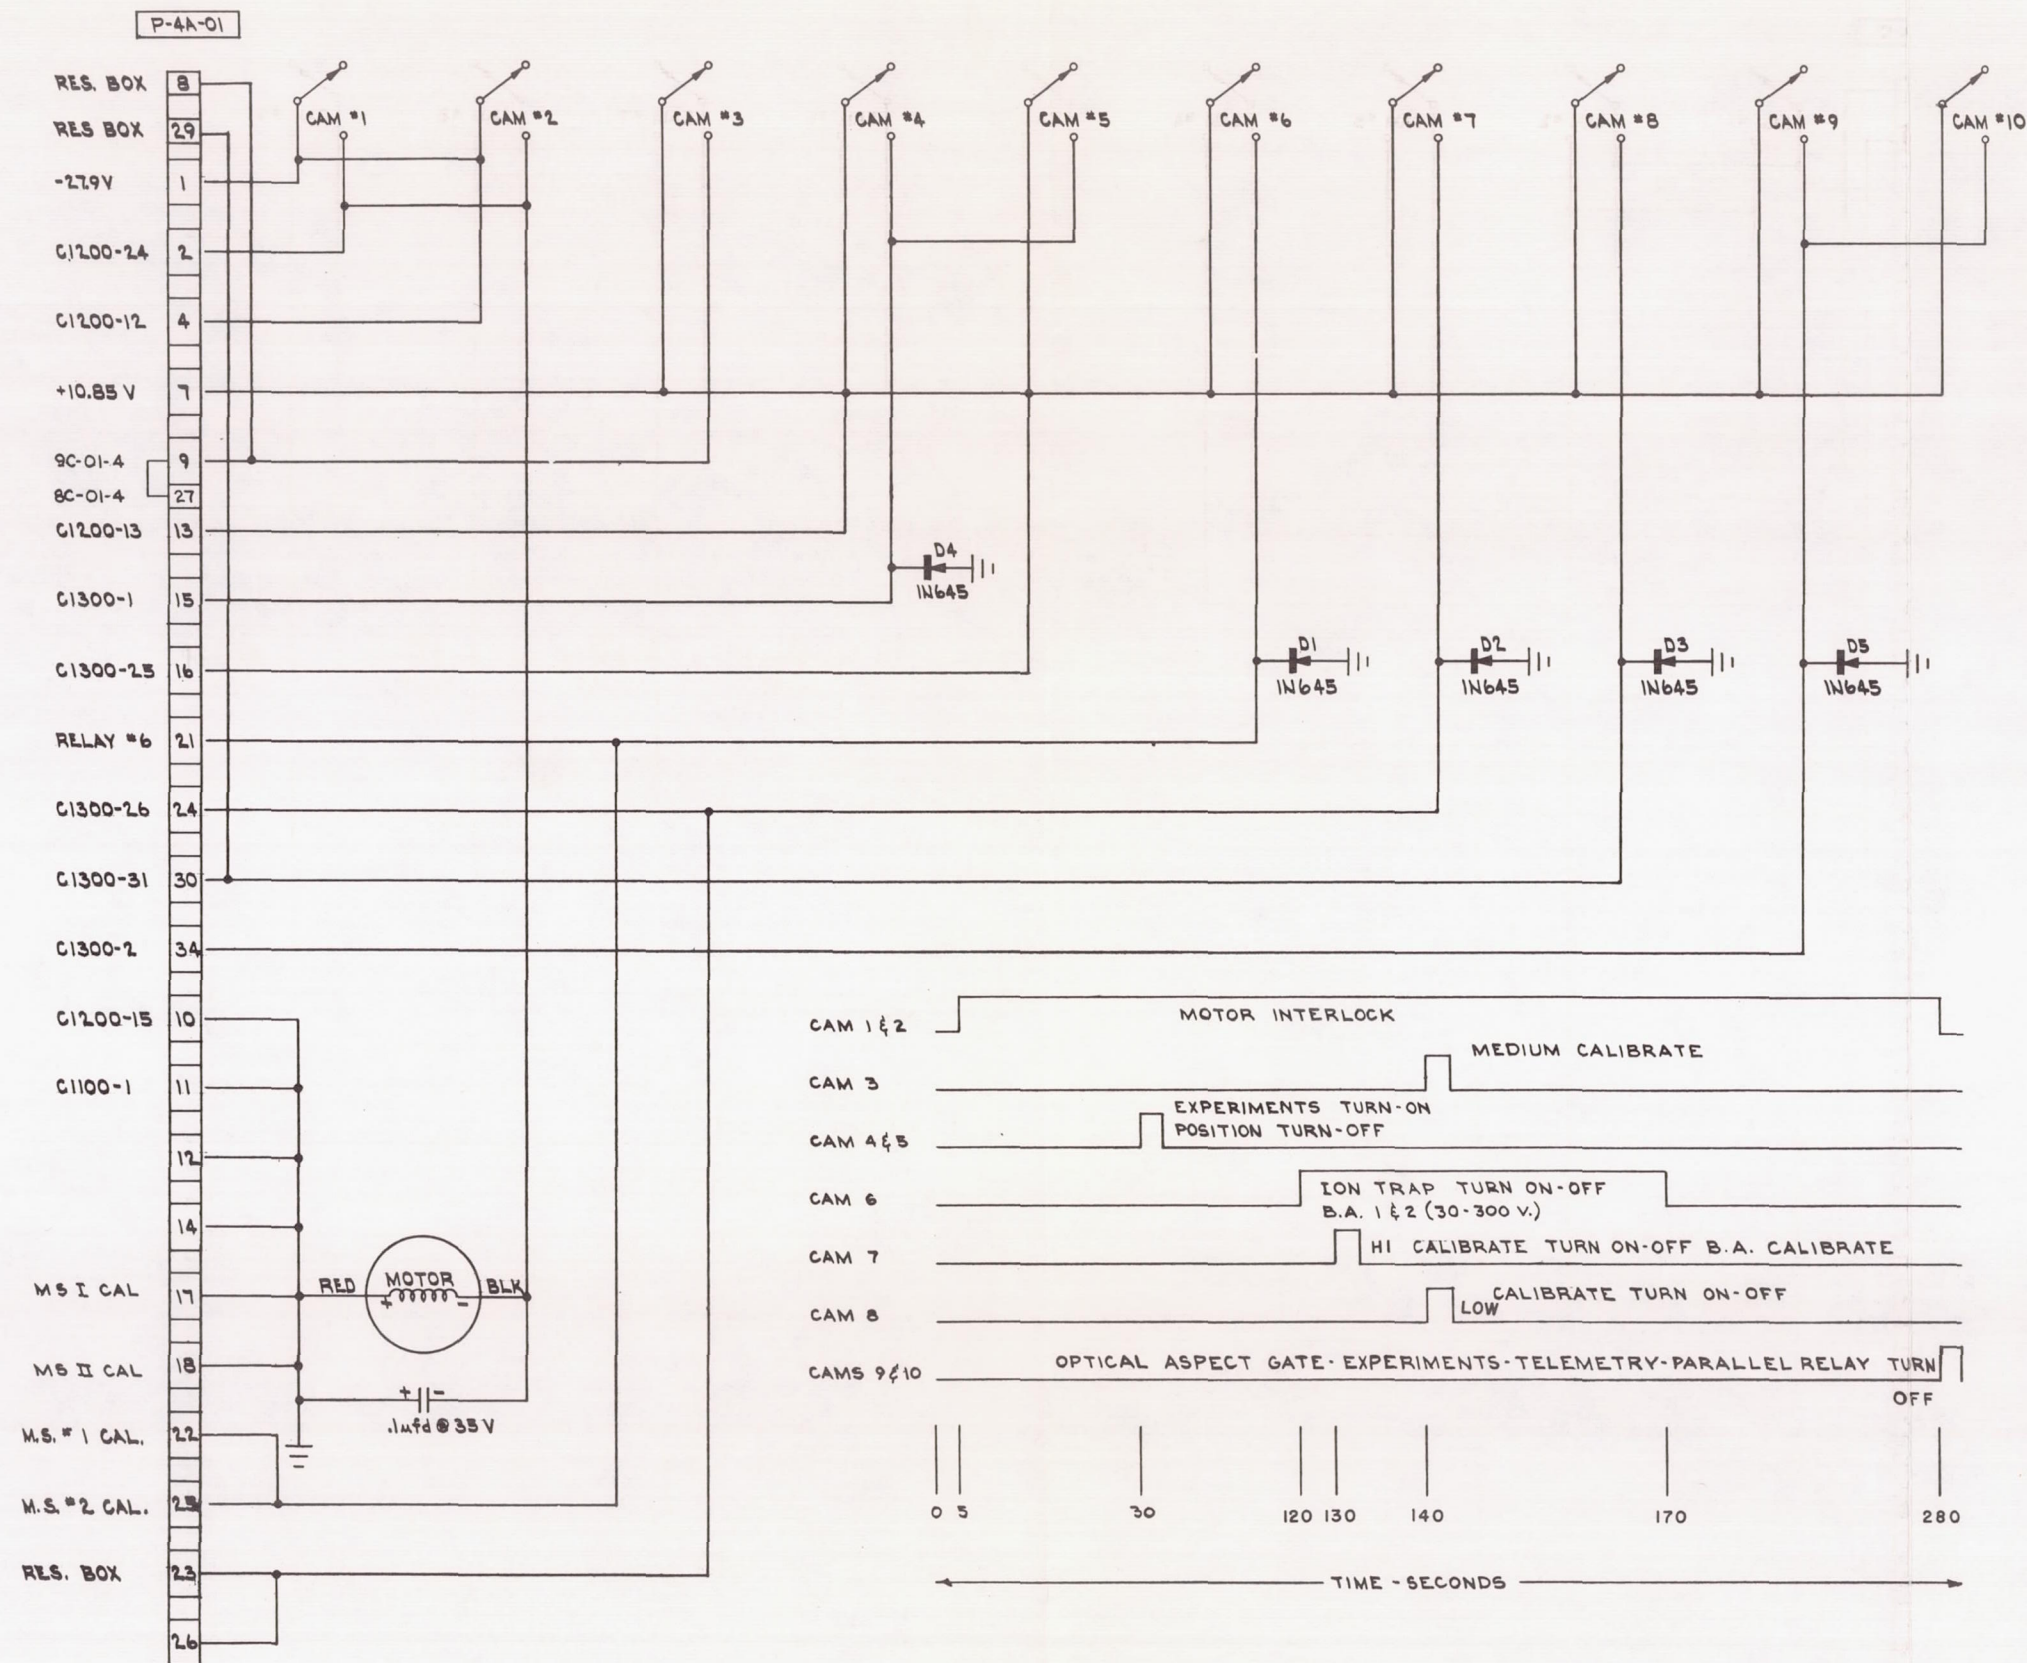 P-4A-01
RES. BOX 8
CAM #1 CAM #2 CAM #3 CAM #4 CAM #5 CAM #6 CAM #7 CAM #8 CAM #9 CAM #10
RES BOX 29
-27.9V 1
C1200-24 2
C1200-12 4
+10.85 V 7
9C-01-4 9
8C-01-4 27
C1200-13 13
D4
1N645
C1300-1 15
D1 D2 D3 D5
C1300-25 16
1N645 1N645 1N645 1N645
RELAY #6 21
C1300-26 24
C1300-31 30
C1300-2 34
C1200-15 10
C1100-1 11
12
14
MS I CAL 17
RED MOTOR BLK
+ -
MS II CAL 18
+ -
.1mfd @ 35 V
M.S. #1 CAL. 22
M.S. #2 CAL. 25
RES. BOX 23
26
CAM 1 & 2 MOTOR INTERLOCK
MEDIUM CALIBRATE
CAM 3
EXPERIMENTS TURN-ON
POSITION TURN-OFF
CAM 4 & 5
ION TRAP TURN ON-OFF
CAM 6
B.A. 1 & 2 (30-300 V.)
CAM 7 HI CALIBRATE TURN ON-OFF B.A. CALIBRATE
CAM 8 LOW CALIBRATE TURN ON-OFF
CAMS 9 & 10 OPTICAL ASPECT GATE-EXPERIMENTS-TELEMETRY-PARALLEL RELAY TURN
OFF
0 5 30 120 130 140 170 280
TIME - SECONDS